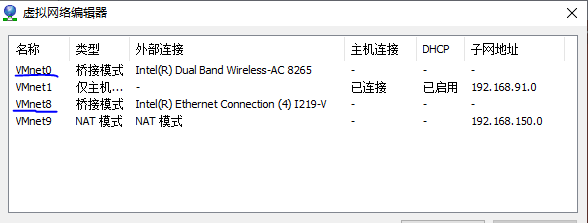 虚拟网络编辑器
名称 类型 外部连接 主机连接 DHCP 子网地址
VMnet0 桥接模式 Intel(R) Dual Band Wireless-AC 8265 - - -
VMnet1 仅主机... - 已连接 已启用 192.168.91.0
VMnet8 桥接模式 Intel(R) Ethernet Connection (4) I219-V - - -
VMnet9 NAT 模式 NAT 模式 - - 192.168.150.0